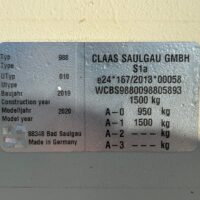 CLAAS SAULGAU GMBH
Typ 988
Type
S1a
UTyp 010
Utype
e24*167/2013*00058
Baujahr 2019
Construction year
WCBS9880098805893
Modelljahr 2020
Model year
1500 kg
A-0 950 kg
A-1 1500 kg
A-2 --- kg
A-3 --- kg
88348 Bad Saulgau
Made in Germany